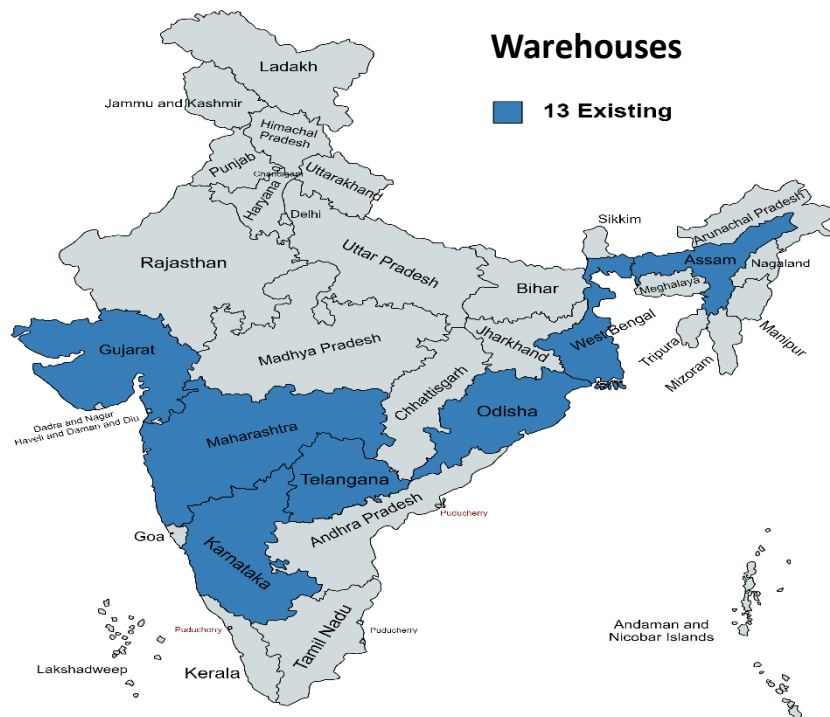 Warehouses
13 Existing
Ladakh
Jammu and Kashmir
Himachal
Pradesh
Punjab
Chandigarh
Uttarakhand
Haryana
Delhi
Sikkim
Arunachal Pradesh
Rajasthan
Uttar Pradesh
Bihar
Assam
Nagaland
Meghalaya
Manipur
Tripura
Mizoram
Gujarat
Madhya Pradesh
Jharkhand
West Bengal
Chhattisgarh
Odisha
Dadra and Nagar
Haveli and Daman and Diu
Maharashtra
Telangana
Andhra Pradesh
Puducherry
Goa
Karnataka
Puducherry
Tamil Nadu
Puducherry
Andaman and
Nicobar Islands
Lakshadweep
Kerala